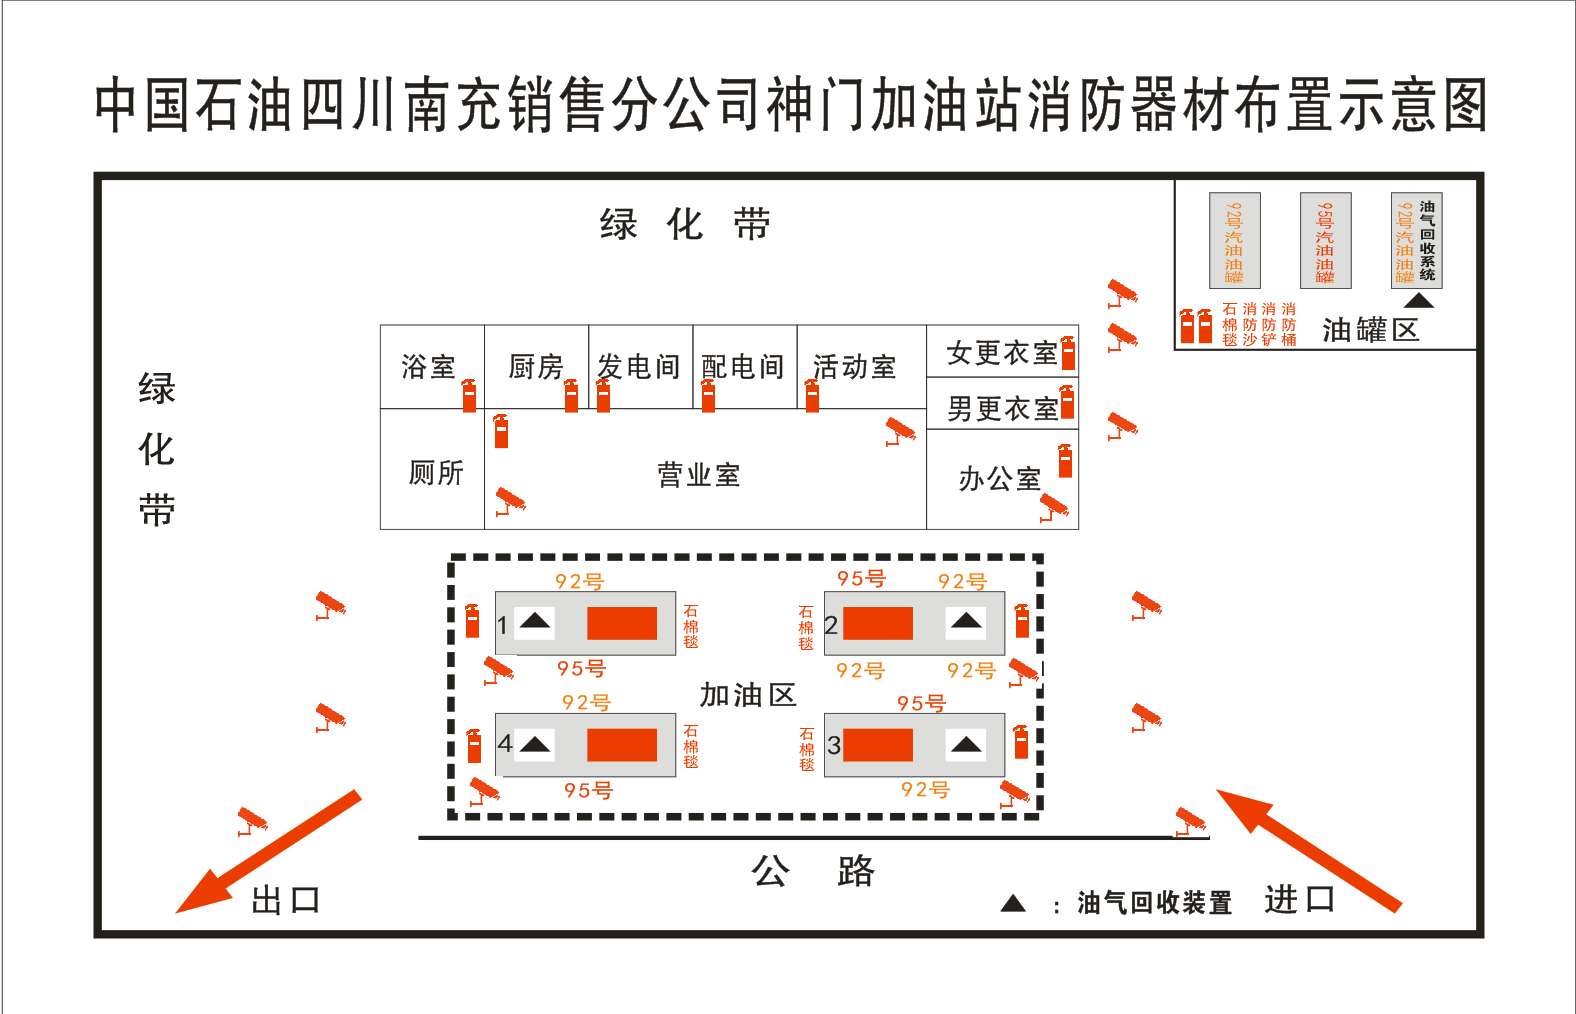 中国石油四川南充销售分公司神门加油站消防器材布置示意图
绿化带
92号汽油油罐
95号汽油油罐
92号汽油油罐
油气回收系统
石棉毯
消防沙
消防铲
消防桶
油罐区
绿化带
浴室
厨房
发电间
配电间
活动室
女更衣室
男更衣室
厕所
营业室
办公室
92号
95号
92号
1
石棉毯
石棉毯
2
95号
92号
92号
加油区
92号
95号
4
石棉毯
石棉毯
3
95号
92号
公路
出口
▲：油气回收装置
进口